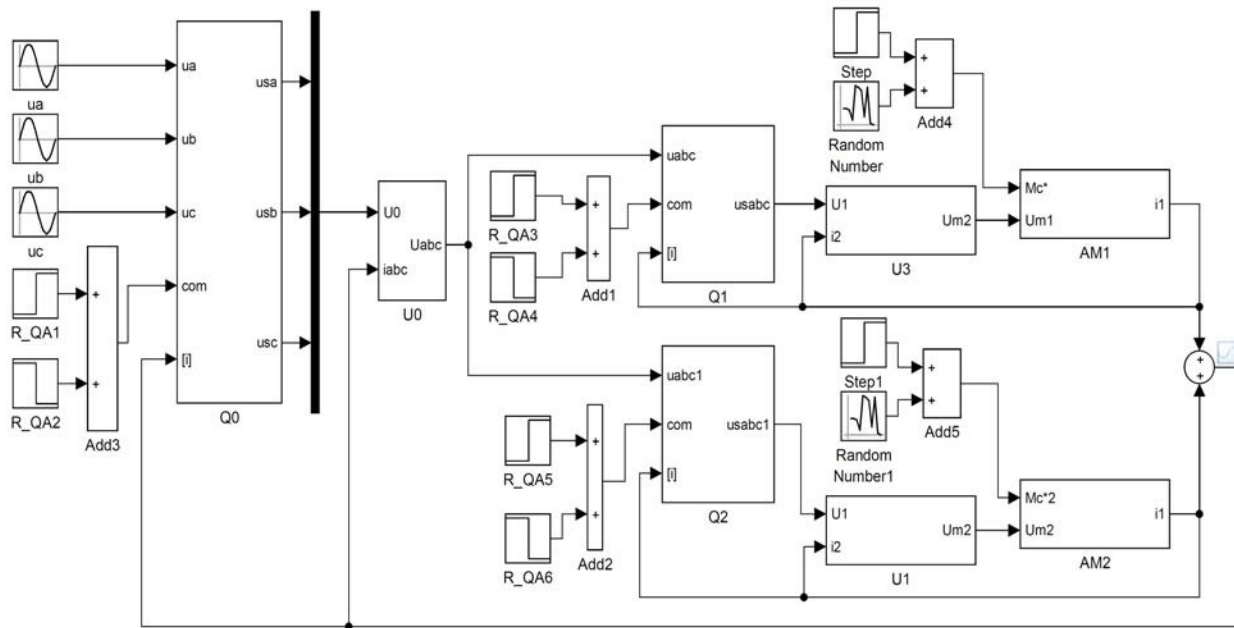 ua
ub
uc
R_QA1
+
+
R_QA2
Add3
ua
ub
uc
com
[i]
usa
usb
usc
Q0
U0
iabc
Uabc
U0
R_QA3
R_QA4
+
+
Add1
uabc
com
[i]
usabc
Q1
Step
Random
Number
+
+
Add4
U1
i2
Um2
U3
Mc*
Um1
i1
AM1
R_QA5
R_QA6
+
+
Add2
uabc1
com
[i]
usabc1
Q2
Step1
Random
Number1
+
+
Add5
U1
i2
Um2
U1
Mc*2
Um2
i1
AM2
+
+